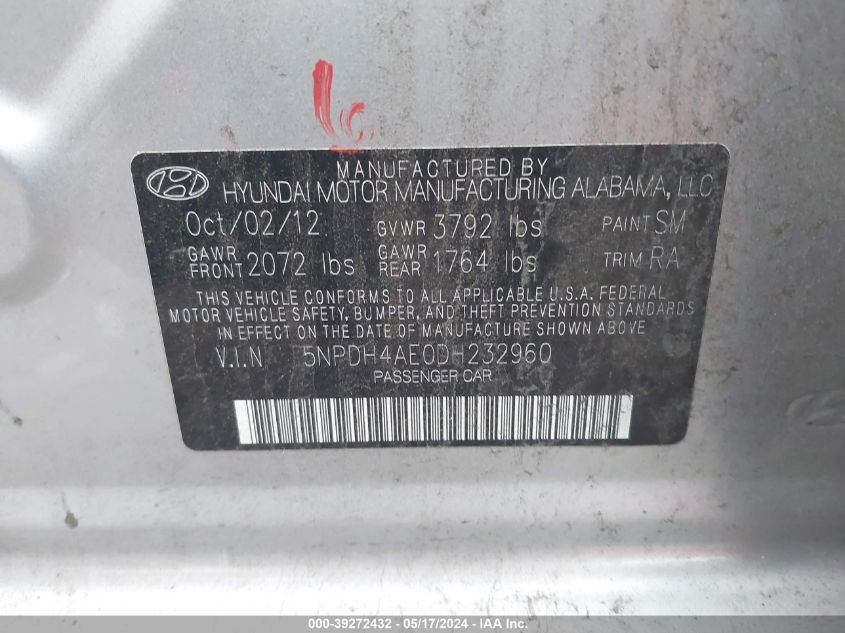 MANUFACTURED BY
HYUNDAI MOTOR MANUFACTURING ALABAMA, LLC
Oct/02/12 GVWR 3792 lbs PAINT SM
GAWR FRONT 2072 lbs GAWR REAR 1764 lbs TRIM RA
THIS VEHICLE CONFORMS TO ALL APPLICABLE U.S.A. FEDERAL
MOTOR VEHICLE SAFETY, BUMPER, AND THEFT PREVENTION STANDARDS
IN EFFECT ON THE DATE OF MANUFACTURE SHOWN ABOVE
V.I.N 5NPDH4AE0DH232960
PASSENGER CAR
000-39272432 - 05/17/2024 - IAA Inc.